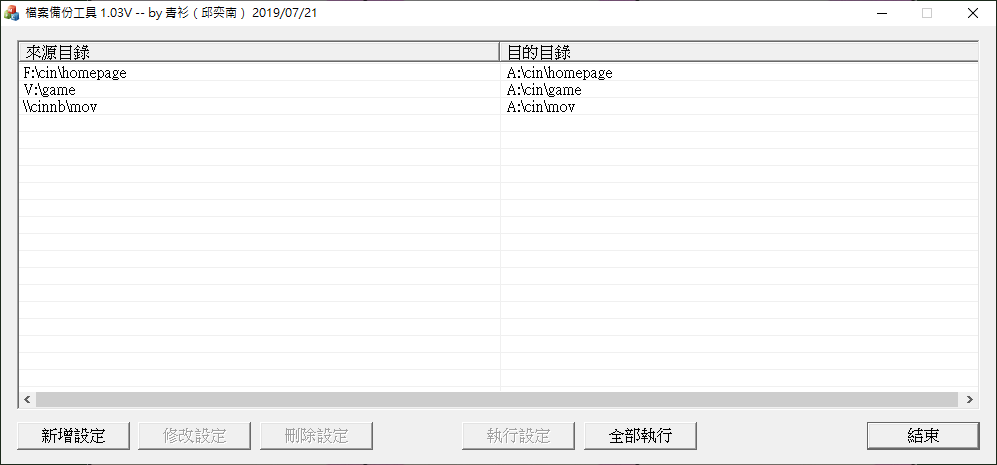 檔案備份工具 1.03V -- by 青衫 ( 邱奕南 ) 2019/07/21
來源目錄 目的目錄
F:\cin\homepage A:\cin\homepage
V:\game A:\cin\game
\\cinnb\mov A:\cin\mov
新增設定 修改設定 刪除設定 執行設定 全部執行 結束